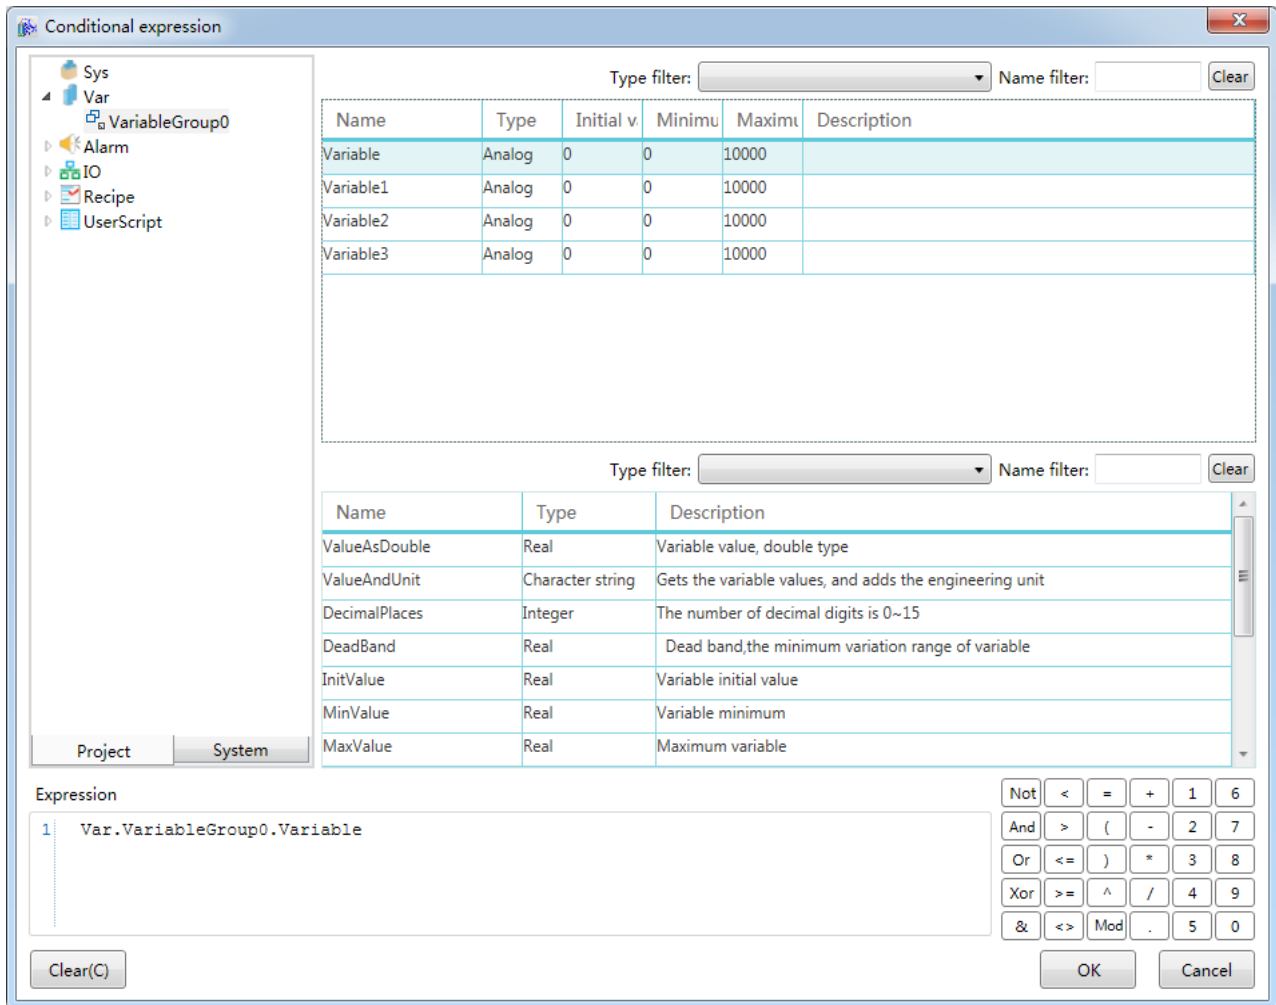 Conditional expression
Sys
Var
VariableGroup0
Alarm
IO
Recipe
UserScript
Project System
Type filter: Name filter: Clear
Name Type Initial v Minimu Maximu Description
Variable Analog 0 0 10000
Variable1 Analog 0 0 10000
Variable2 Analog 0 0 10000
Variable3 Analog 0 0 10000
Type filter: Name filter: Clear
Name Type Description
ValueAsDouble Real Variable value, double type
ValueAndUnit Character string Gets the variable values, and adds the engineering unit
DecimalPlaces Integer The number of decimal digits is 0~15
DeadBand Real Dead band,the minimum variation range of variable
InitValue Real Variable initial value
MinValue Real Variable minimum
MaxValue Real Maximum variable
Expression
1 Var.VariableGroup0.Variable
Not < = + 1 6
And > ( - 2 7
Or <= ) * 3 8
Xor >= ^ / 4 9
& <> Mod . 5 0
Clear(C) OK Cancel